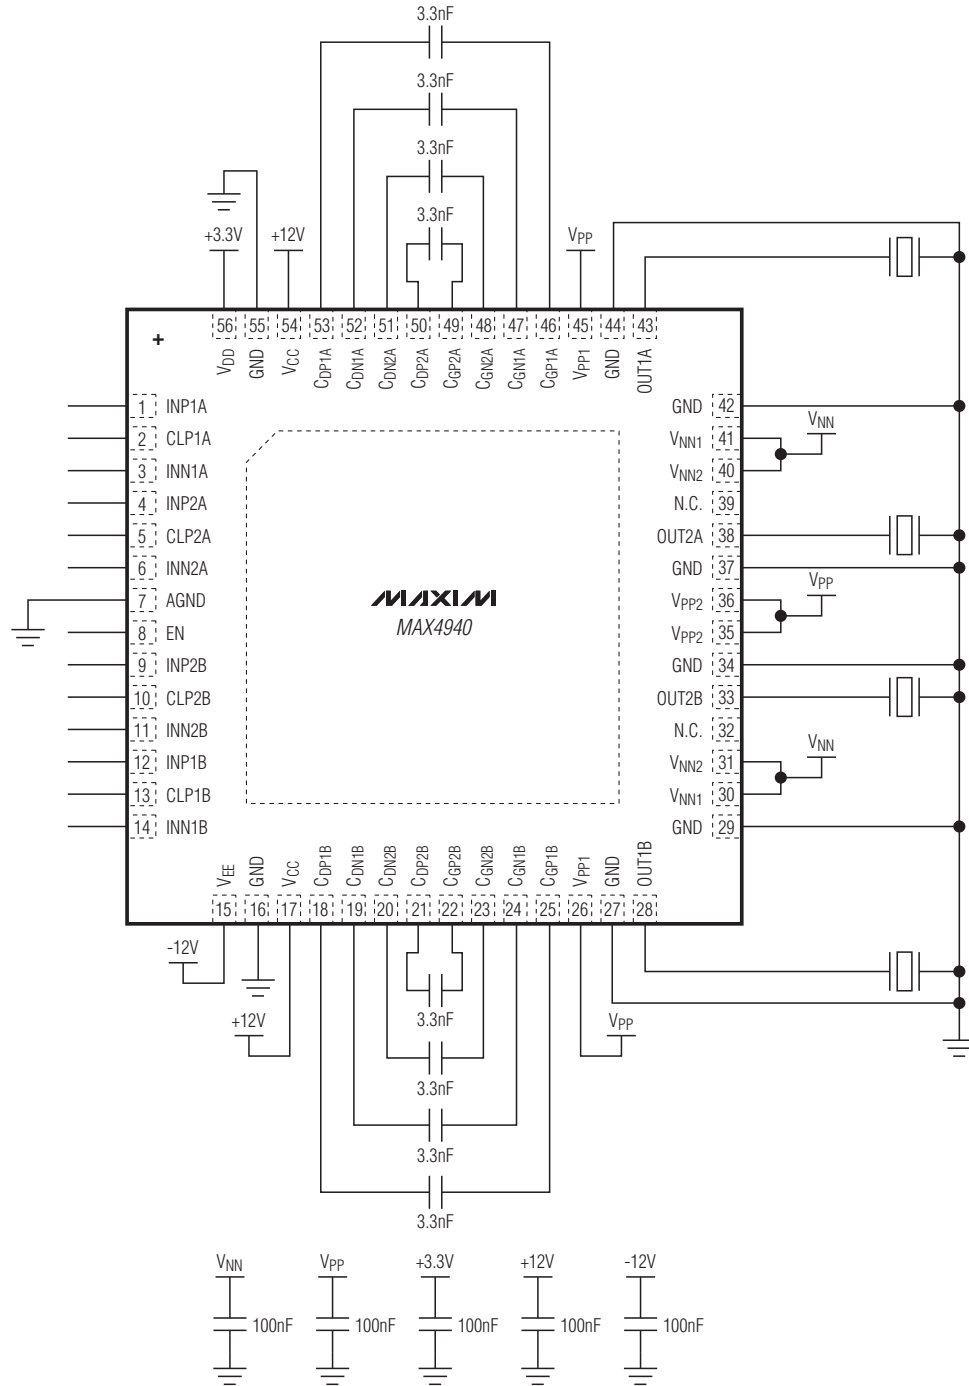 3.3nF
3.3nF
3.3nF
3.3nF
+3.3V
+12V
VPP
56 55 54 53 52 51 50 49 48 47 46 45 44 43
+
VDD GND VCC CDP1A CDN1A CDN2A CDP2A CGP2A CGN2A CGN1A CGP1A VPP1 GND OUT1A
1 INP1A
2 CLP1A
3 INN1A
4 INP2A
5 CLP2A
6 INN2A
7 AGND
8 EN
9 INP2B
10 CLP2B
11 INN2B
12 INP1B
13 CLP1B
14 INN1B
MAXIM
MAX4940
GND 42
VNN1 41
VNN
VNN2 40
N.C. 39
OUT2A 38
GND 37
VPP2 36
VPP
VPP2 35
GND 34
OUT2B 33
N.C. 32
VNN2 31
VNN
VNN1 30
GND 29
VEE GND VCC CDP1B CDN1B CDN2B CDP2B CGP2B CGN2B CGN1B CGP1B VPP1 GND OUT1B
15 16 17 18 19 20 21 22 23 24 25 26 27 28
-12V
+12V
3.3nF
VPP
3.3nF
3.3nF
3.3nF
VNN VPP +3.3V +12V -12V
100nF 100nF 100nF 100nF 100nF